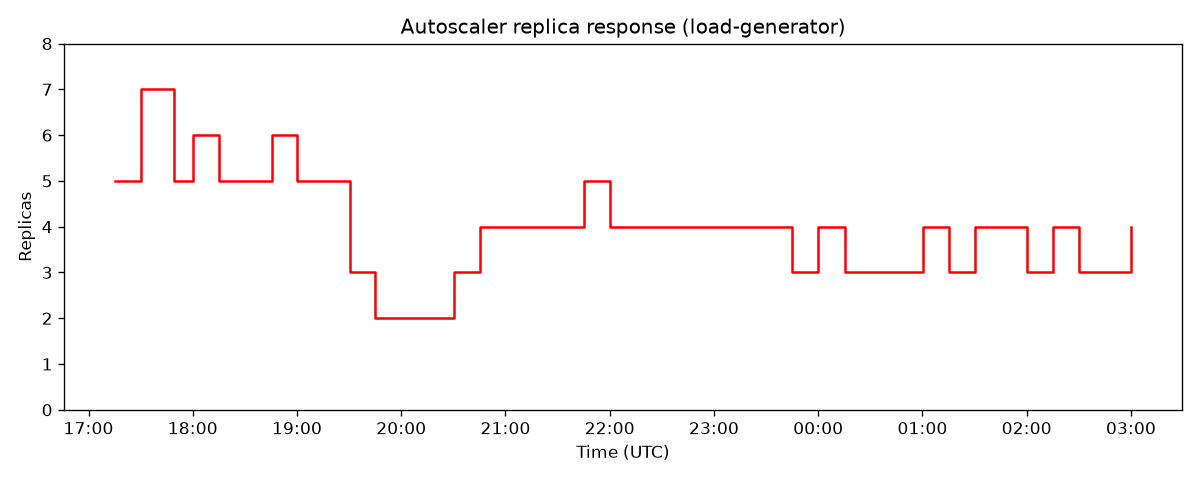 Autoscaler replica response (load-generator)
Replicas
8
7
6
5
4
3
2
1
0
17:00 18:00 19:00 20:00 21:00 22:00 23:00 00:00 01:00 02:00 03:00
Time (UTC)